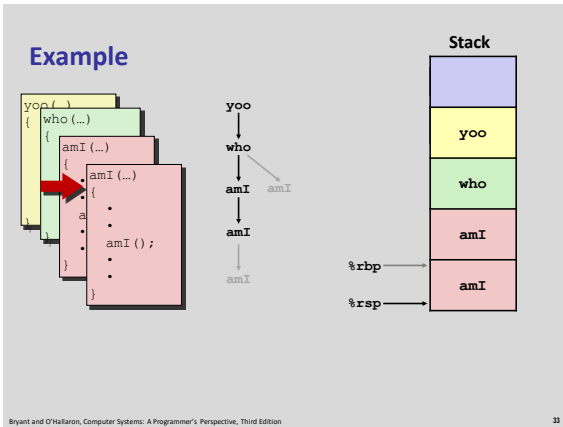 Example
yoo(…)
{
}
who(…)
{
}
amI(…)
{
•
a
•
•
}
amI(…)
{
•
•
amI();
•
•
}
yoo
who
amI amI
amI
amI
Stack
yoo
who
amI
%rbp
amI
%rsp
Bryant and O'Hallaron, Computer Systems: A Programmer's Perspective, Third Edition 33